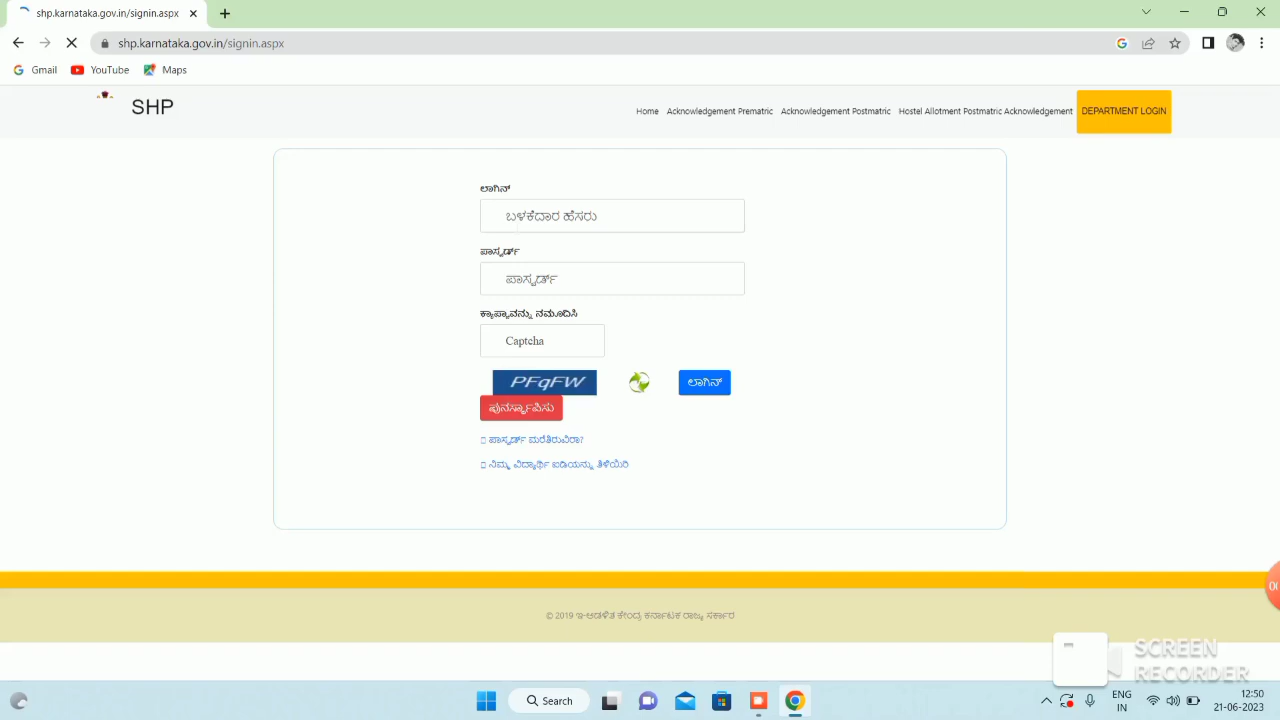 shp.karnataka.gov.in/signin.aspx
shp.karnataka.gov.in/signin.aspx
Gmail YouTube Maps
SHP
Home Acknowledgement Prematric Acknowledgement Postmatric Hostel Allotment Postmatric Acknowledgement DEPARTMENT LOGIN
ಲಾಗಿನ್
ಬಳಕೆದಾರ ಹೆಸರು
ಪಾಸ್ವರ್ಡ್
ಪಾಸ್ವರ್ಡ್
ಕ್ಯಾಪ್ಚಾವನ್ನು ನಮೂದಿಸಿ
Captcha
PFqFW ಲಾಗಿನ್
ಪುನರ್ಸ್ಥಾಪಿಸು
ಪಾಸ್ವರ್ಡ್ ಮರೆತಿರುವಿರಾ?
ನಿಮ್ಮ ವಿದ್ಯಾರ್ಥಿ ಐಡಿಯನ್ನು ತಿಳಿಯಿರಿ
© 2019 ಇ-ಆಡಳಿತ ಕೇಂದ್ರ ಕರ್ನಾಟಕ ರಾಜ್ಯ ಸರ್ಕಾರ
SCREEN
RECORDER
Search
ENG
IN
12:50
21-06-2023